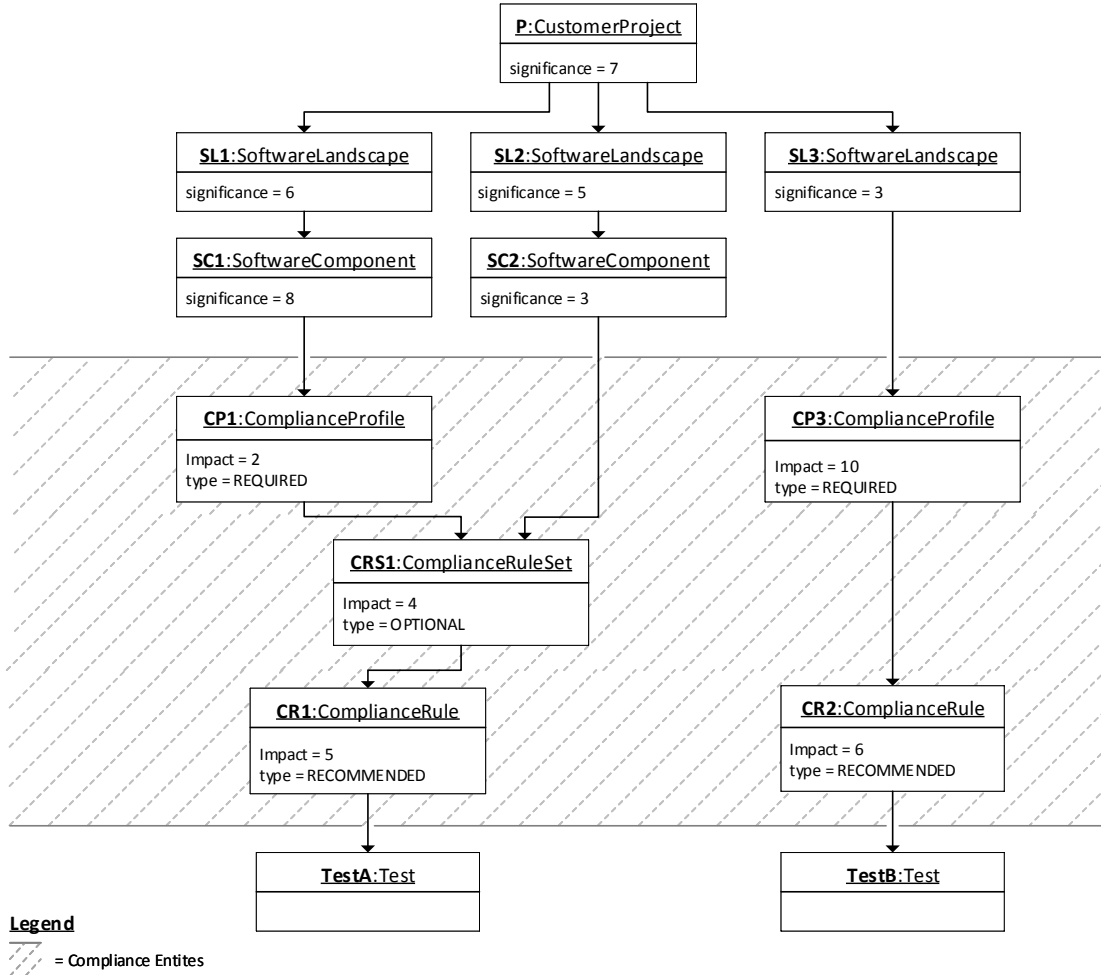 P:CustomerProject
significance = 7
SL1:SoftwareLandscape
significance = 6
SL2:SoftwareLandscape
significance = 5
SL3:SoftwareLandscape
significance = 3
SC1:SoftwareComponent
significance = 8
SC2:SoftwareComponent
significance = 3
CP1:ComplianceProfile
Impact = 2
type = REQUIRED
CP3:ComplianceProfile
Impact = 10
type = REQUIRED
CRS1:ComplianceRuleSet
Impact = 4
type = OPTIONAL
CR1:ComplianceRule
Impact = 5
type = RECOMMENDED
CR2:ComplianceRule
Impact = 6
type = RECOMMENDED
TestA:Test
TestB:Test
Legend
= Compliance Entites